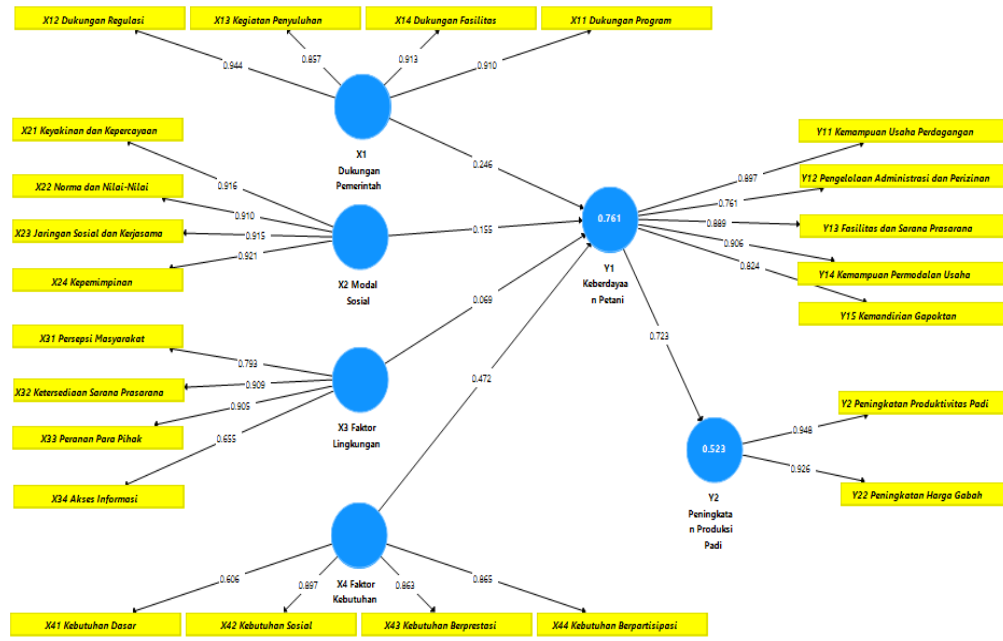 X12 Dukungan Regulasi
X13 Kegiatan Penyuluhan
X14 Dukungan Fasilitas
X11 Dukungan Program
0.944
0.857
0.913
0.910
X1
Dukungan
Pemerintah
X21 Keyakinan dan Kepercayaan
X22 Norma dan Nilai-Nilai
X23 Jaringan Sosial dan Kerjasama
X24 Kepemimpinan
0.916
0.910
0.915
0.921
X2 Modal
Sosial
X31 Persepsi Masyarakat
X32 Ketersediaan Sarana Prasarana
X33 Peranan Para Pihak
X34 Akses Informasi
0.793
0.909
0.905
0.655
X3 Faktor
Lingkungan
X4 Faktor
Kebutuhan
0.606
0.897
0.863
0.865
X41 Kebutuhan Dasar
X42 Kebutuhan Sosial
X43 Kebutuhan Berprestasi
X44 Kebutuhan Berpartisipasi
0.246
0.155
0.069
0.472
0.761
Y1
Keberdayaa
n Petani
0.897
0.761
0.889
0.906
0.824
Y11 Kemampuan Usaha Perdagangan
Y12 Pengelolaan Administrasi dan Perizinan
Y13 Fasilitas dan Sarana Prasarana
Y14 Kemampuan Permodalan Usaha
Y15 Kemandirian Gapoktan
0.723
0.523
Y2
Peningkata
n Produksi
Padi
0.948
0.926
Y2 Peningkatan Produktivitas Padi
Y22 Peningkatan Harga Gabah